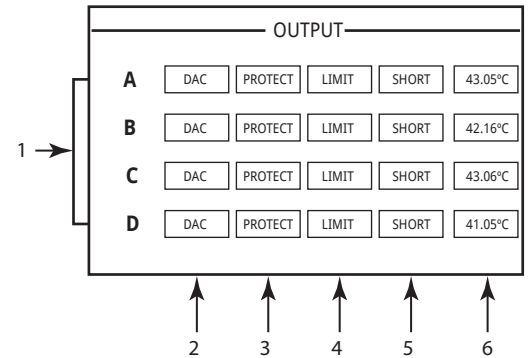 OUTPUT
A DAC PROTECT LIMIT SHORT 43.05°C
B DAC PROTECT LIMIT SHORT 42.16°C
1
C DAC PROTECT LIMIT SHORT 43.06°C
D DAC PROTECT LIMIT SHORT 41.05°C
2 3 4 5 6